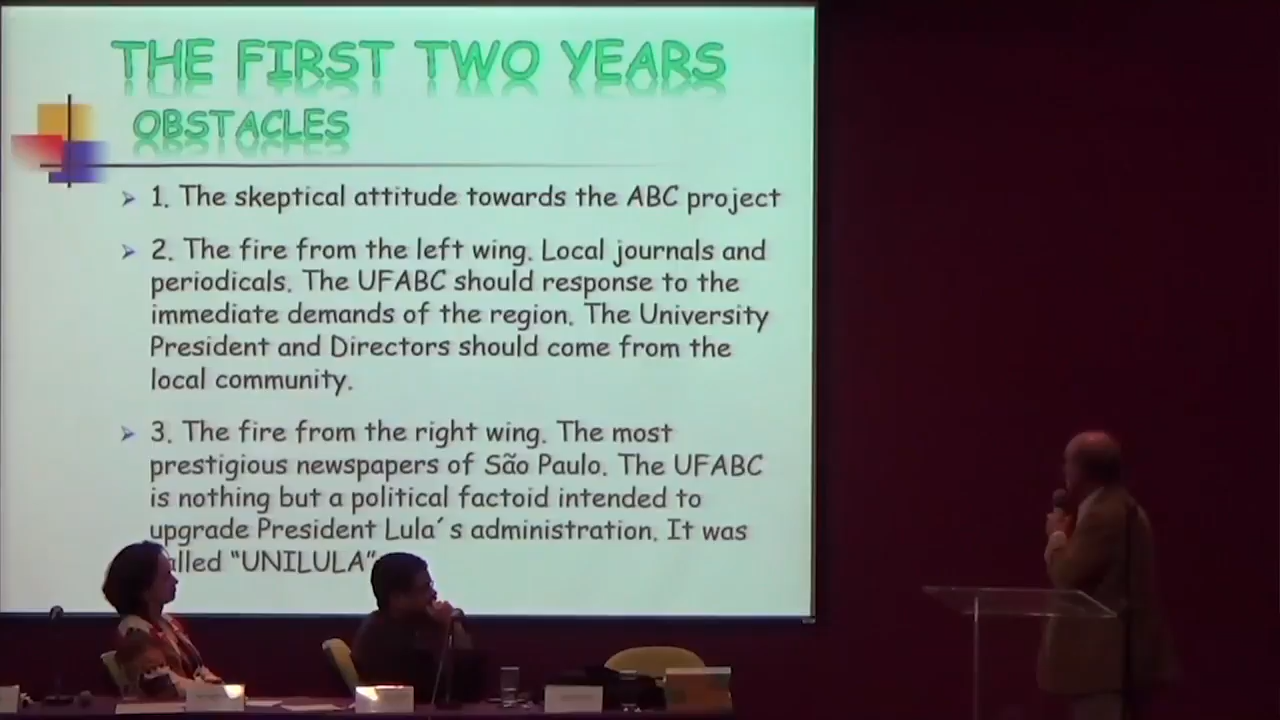 THE FIRST TWO YEARS
OBSTACLES
1. The skeptical attitude towards the ABC project
2. The fire from the left wing. Local journals and
periodicals. The UFABC should response to the
immediate demands of the region. The University
President and Directors should come from the
local community.
3. The fire from the right wing. The most
prestigious newspapers of São Paulo. The UFABC
is nothing but a political factoid intended to
upgrade President Lula´s administration. It was
alled “UNILULA”